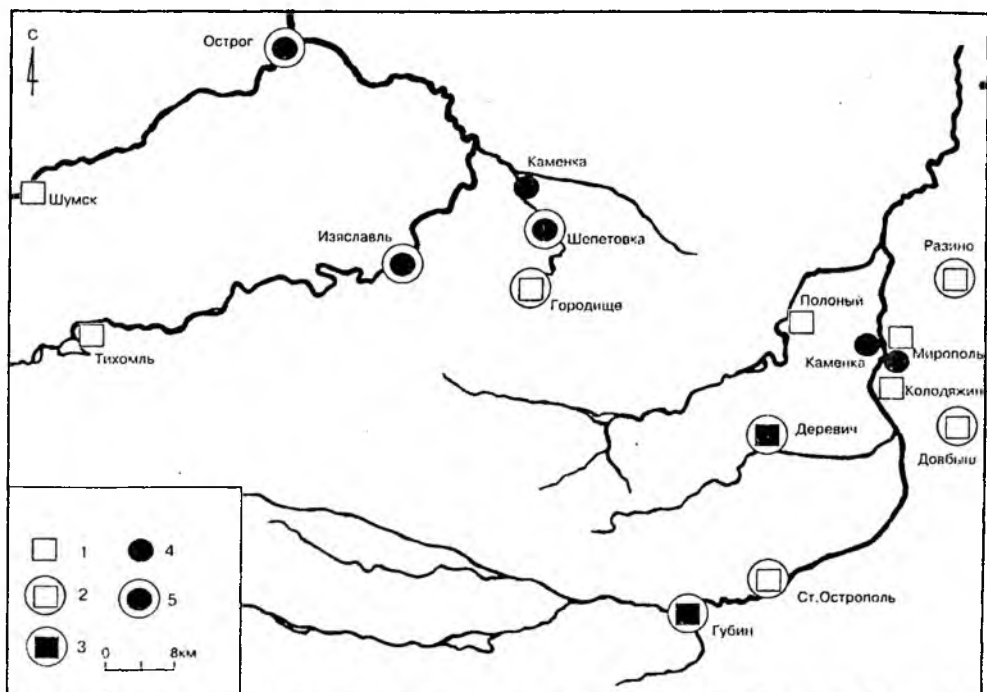 С
Острог
Шумск
Каменка
Изяславль
Шепетовка
Разино
Городище
Полоный
Тихомль
Каменка
Мирополь
Колодяжин
Деревич
Довбыш
Ст.Острополь
Губин
1
4
2
5
3
0 8км